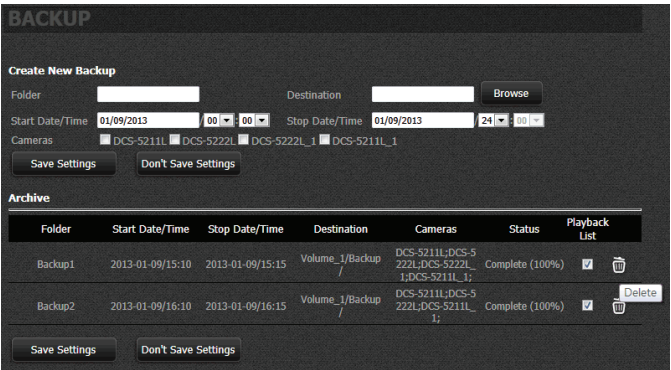 BACKUP
Create New Backup
Folder Destination Browse
Start Date/Time 01/09/2013 / 00 : 00 Stop Date/Time 01/09/2013 / 24 : 00
Cameras DCS-5211L DCS-5222L DCS-5222L_1 DCS-5211L_1
Save Settings Don't Save Settings
Archive
Folder Start Date/Time Stop Date/Time Destination Cameras Status Playback
List
Backup1 2013-01-09/15:10 2013-01-09/15:15 Volume_1/Backup
/
DCS-5211L;DCS-5
222L;DCS-5222L_
1;DCS-5211L_1;
Complete (100%)
Delete
Backup2 2013-01-09/16:10 2013-01-09/16:15 Volume_1/Backup
/
DCS-5211L;DCS-5
222L;DCS-5211L_
1;
Complete (100%)
Save Settings Don't Save Settings